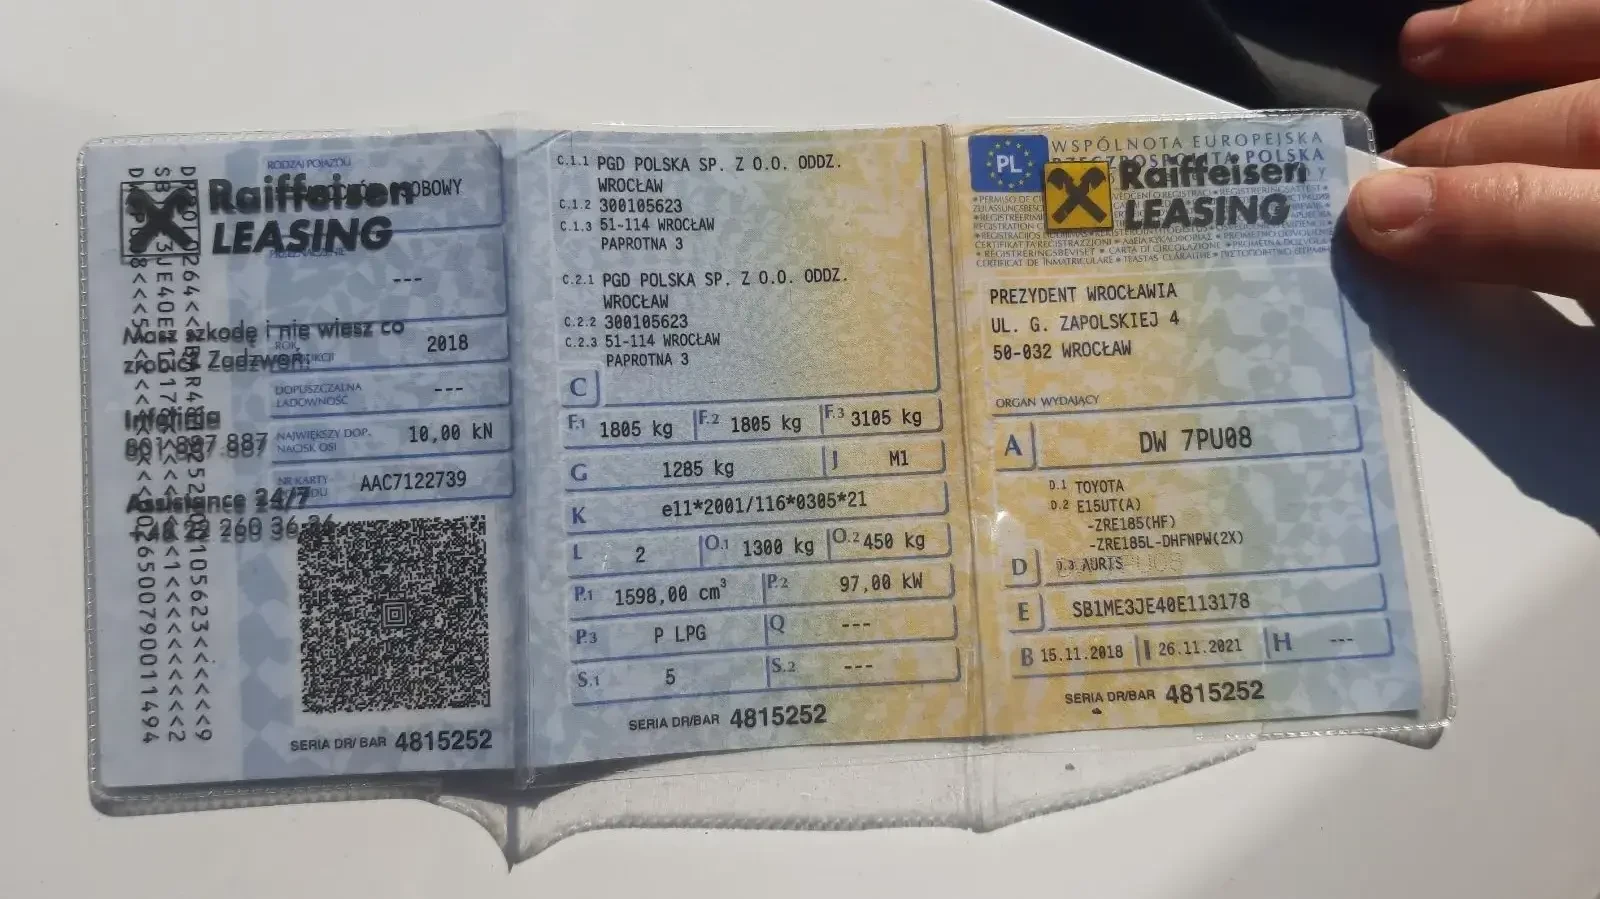 RODZAJ POJAZDU
Raiffeisen
LEASING
---
Masz szkodę i nie wiesz co
zrobić? Zadzwoń:
2018
DOPUSZCZALNA
ŁADOWNOŚĆ
---
Infolinia
801 887 887
NAJWIĘKSZY DOP.
NACISK OSI
10,00 kN
NR KARTY
AAC7122739
Assistance 24/7
SERIA DR/BAR 4815252
C.1.1 PGD POLSKA SP. Z O.O. ODDZ.
WROCŁAW
C.1.2 300105623
C.1.3 51-114 WROCŁAW
PAPROTNA 3
C.2.1 PGD POLSKA SP. Z O.O. ODDZ.
WROCŁAW
C.2.2 300105623
C.2.3 51-114 WROCŁAW
PAPROTNA 3
C
F.1 1805 kg F.2 1805 kg F.3 3105 kg
G 1285 kg J M1
K e11*2001/116*0305*21
L 2 O.1 1300 kg O.2 450 kg
P.1 1598,00 cm³ P.2 97,00 kW
P.3 P LPG Q ---
S.1 5 S.2 ---
SERIA DR/BAR 4815252
PL
WSPÓLNOTA EUROPEJSKA
Raiffeisen
LEASING
PREZYDENT WROCŁAWIA
UL. G. ZAPOLSKIEJ 4
50-032 WROCŁAW
ORGAN WYDAJĄCY
A DW 7PU08
D.1 TOYOTA
D.2 E15UT(A)
-ZRE185(HF)
-ZRE185L-DHFNPW(2X)
D D.3 AURIS
E SB1ME3JE40E113178
B 15.11.2018 I 26.11.2021 H ---
SERIA DR/BAR 4815252